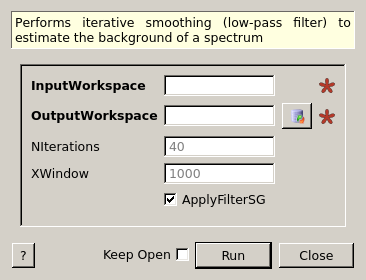 Performs iterative smoothing (low-pass filter) to
estimate the background of a spectrum
InputWorkspace
OutputWorkspace
NIterations 40
XWindow 1000
ApplyFilterSG
? Keep Open Run Close